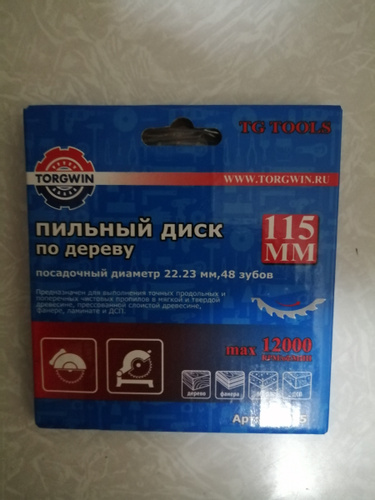 TG TOOLS
TORGWIN
WWW.TORGWIN.RU
ПИЛЬНЫЙ ДИСК
по дереву
115
ММ
посадочный диаметр 22.23 мм,48 зубов
Предназначен для выполнения точных продольных и
поперечных чистовых пропилов в мягкой и твердой
древесине, прессованной слоистой древесине,
фанере, ламинате и ДСП.
max 12000
дерево
фанера